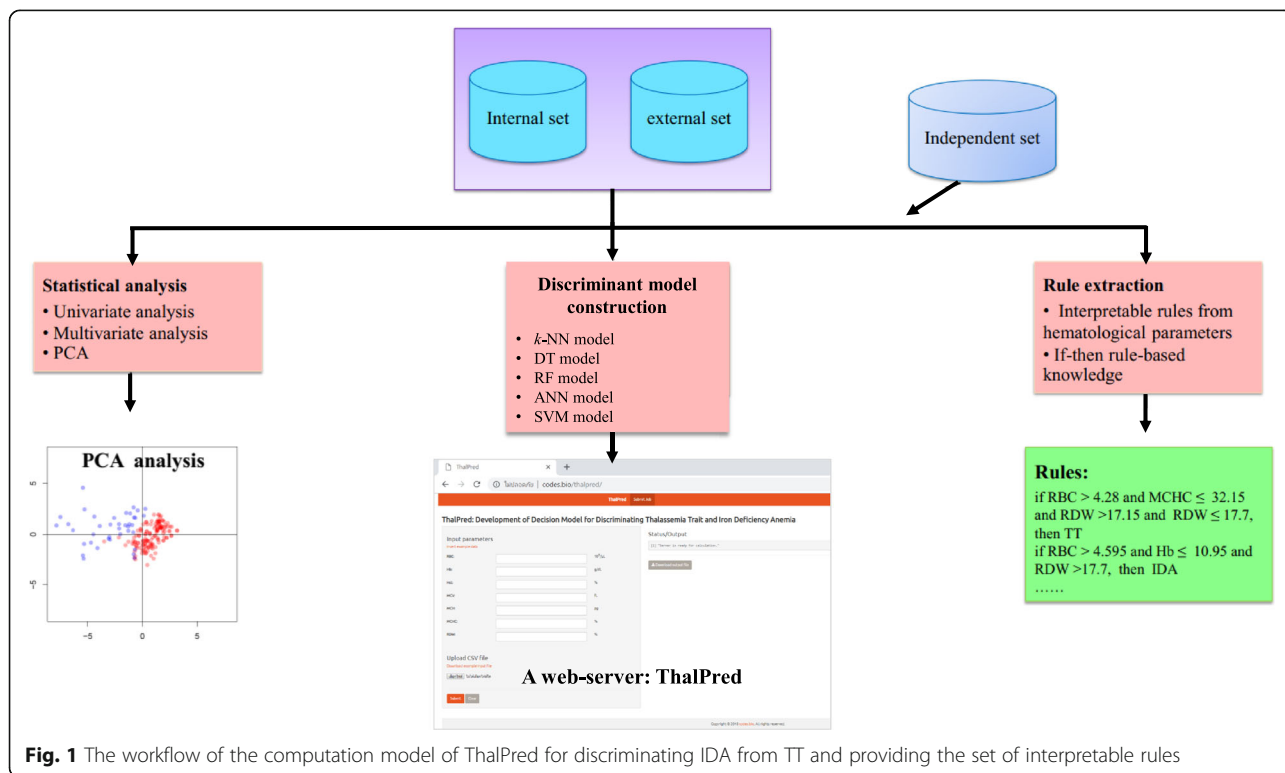 Internal set
external set
Independent set
Statistical analysis
• Univariate analysis
• Multivariate analysis
• PCA
Discriminant model
construction
• k-NN model
• DT model
• RF model
• ANN model
• SVM model
Rule extraction
• Interpretable rules from
hematological parameters
• If-then rule-based
knowledge
PCA analysis
5
0
−5
−5
0
5
ThalPred
codes.bio/thalpred/
ThalPred Submit Job
ThalPred: Development of Decision Model for Discriminating Thalassemia Trait and Iron Deficiency Anemia
Input parameters
RBC
Hb
MCV
MCH
MCHC
RDW
Upload CSV file
Submit Clear
Status/Output
A web-server: ThalPred
Rules:
if RBC > 4.28 and MCHC ≤ 32.15
and RDW >17.15 and RDW ≤ 17.7,
then TT
if RBC > 4.595 and Hb ≤ 10.95 and
RDW >17.7, then IDA
……
Fig. 1 The workflow of the computation model of ThalPred for discriminating IDA from TT and providing the set of interpretable rules